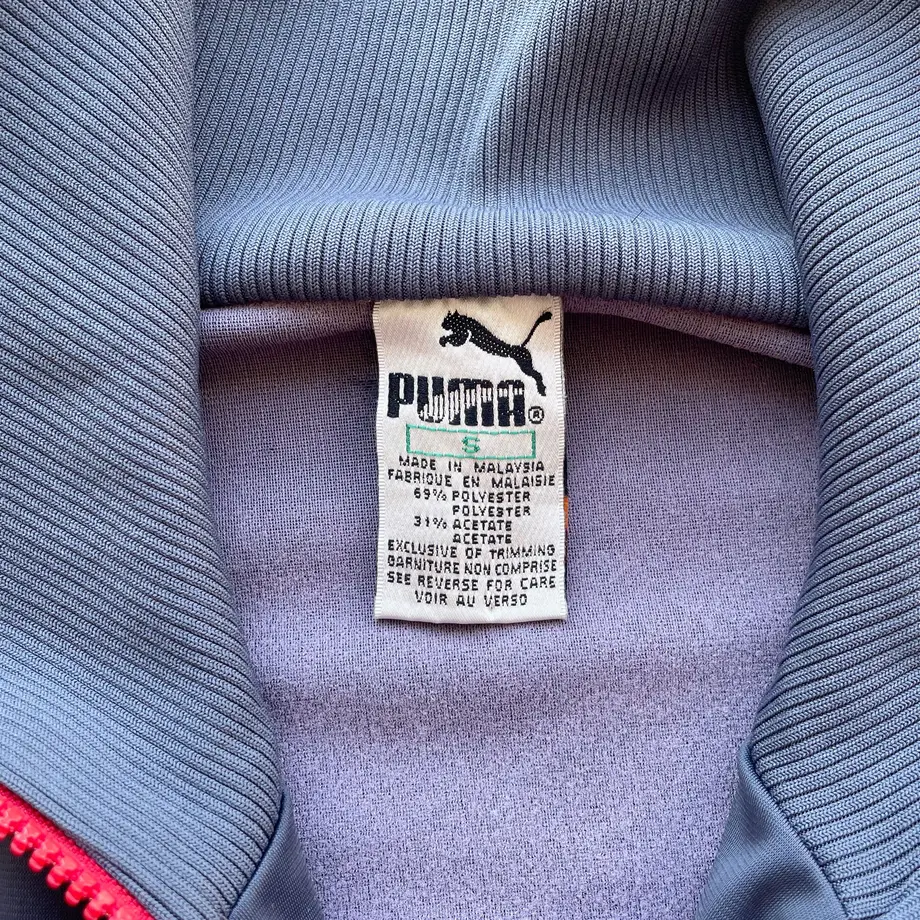 PUMA®
S
MADE IN MALAYSIA
FABRIQUE EN MALAISIE
69% POLYESTER
POLYESTER
31% ACETATE
ACETATE
EXCLUSIVE OF TRIMMING
GARNITURE NON COMPRISE
SEE REVERSE FOR CARE
VOIR AU VERSO